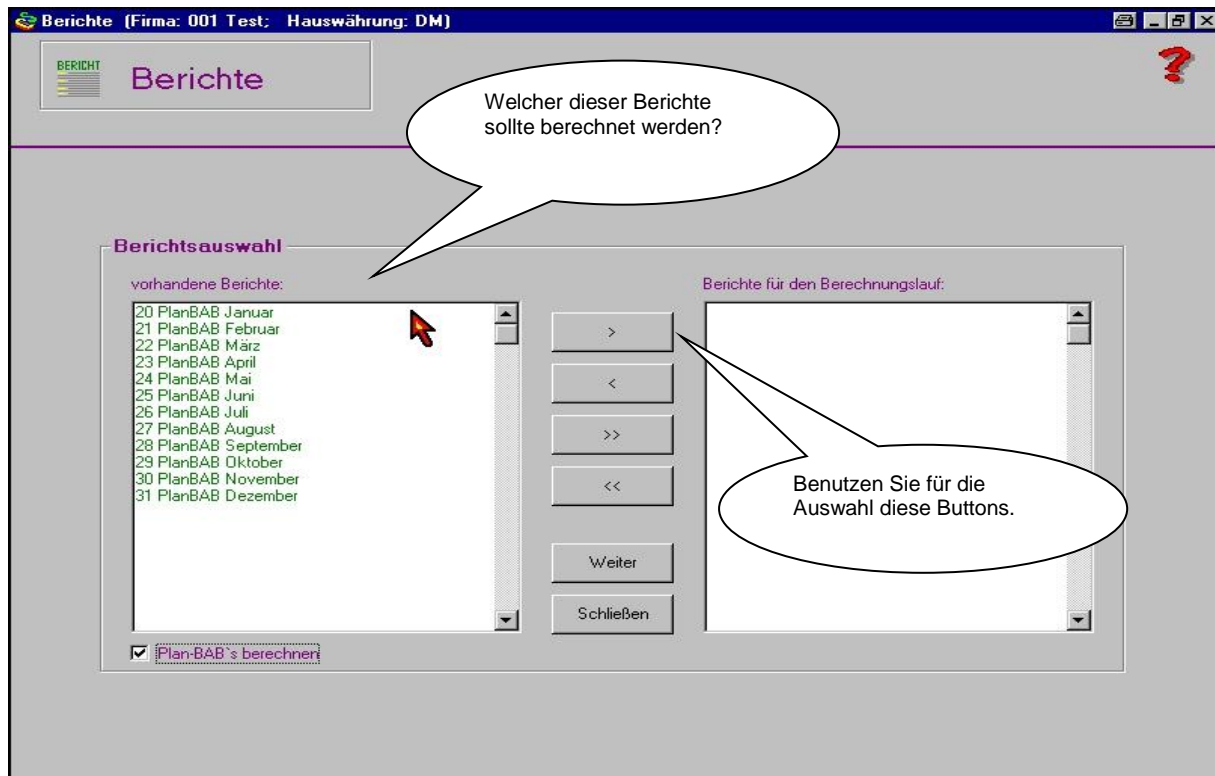 Berichte (Firma: 001 Test; Hauswährung: DM)
BERICHT
Berichte
Welcher dieser Berichte
sollte berechnet werden?
Berichtsauswahl
vorhandene Berichte:
Berichte für den Berechnungslauf:
20 PlanBAB Januar
21 PlanBAB Februar
22 PlanBAB März
23 PlanBAB April
24 PlanBAB Mai
25 PlanBAB Juni
26 PlanBAB Juli
27 PlanBAB August
28 PlanBAB September
29 PlanBAB Oktober
30 PlanBAB November
31 PlanBAB Dezember
>
<
>>
<<
Benutzen Sie für die
Auswahl diese Buttons.
Weiter
Schließen
Plan-BAB`s berechnen